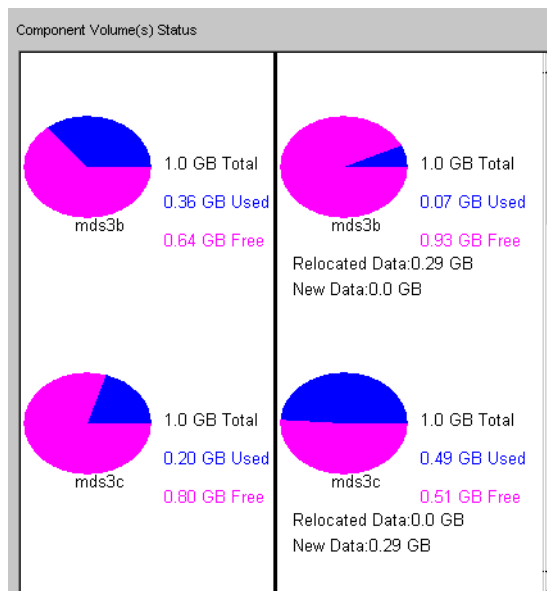 Component Volume(s) Status
1.0 GB Total
0.36 GB Used
mds3b
0.64 GB Free
1.0 GB Total
0.07 GB Used
mds3b
0.93 GB Free
Relocated Data:0.29 GB
New Data:0.0 GB
1.0 GB Total
0.20 GB Used
mds3c
0.80 GB Free
1.0 GB Total
0.49 GB Used
mds3c
0.51 GB Free
Relocated Data:0.0 GB
New Data:0.29 GB